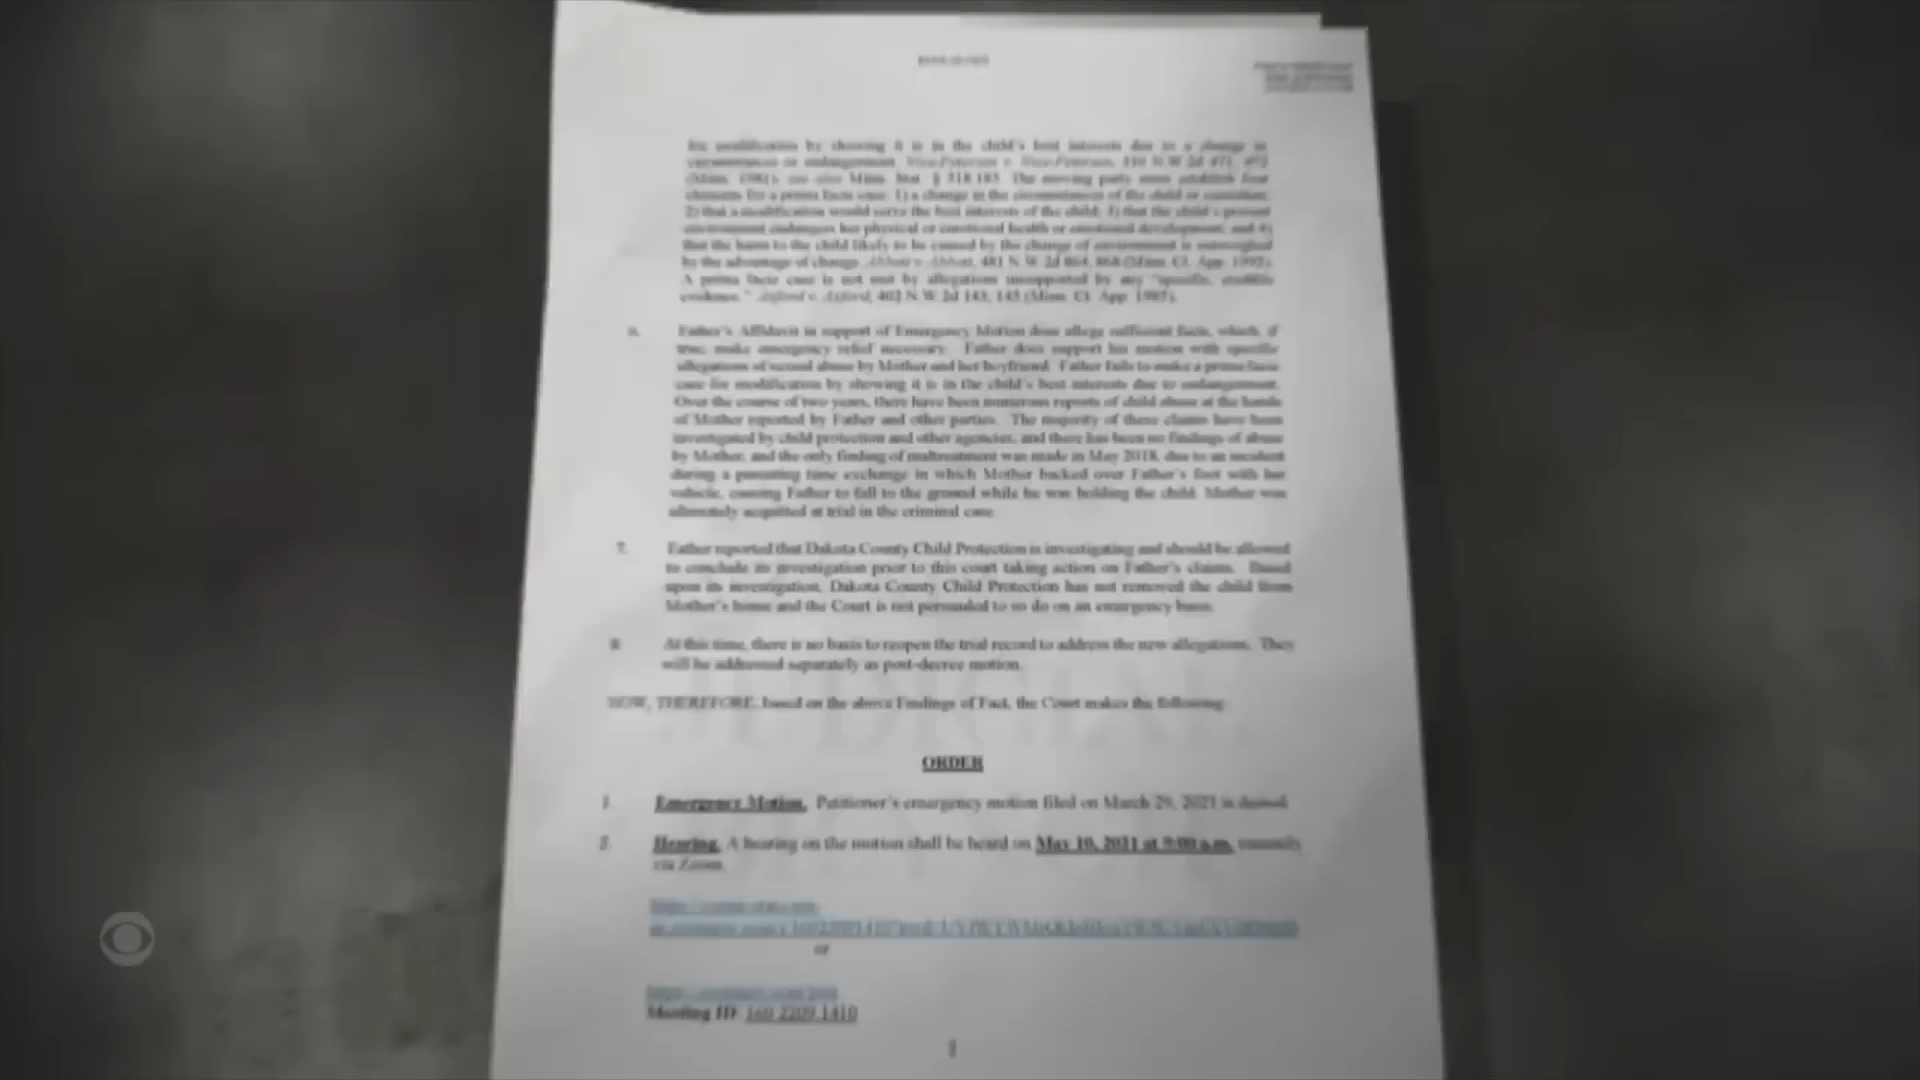 for modification by showing it is in the child's best interests due to a change in
circumstances or endangerment. Nice-Petersen v. Nice-Petersen, 310 N.W.2d 471, 472
(Minn. 1981); see also Minn. Stat. § 518.185. The moving party must establish four
elements for a prima facie case: 1) a change in the circumstances of the child or custodian;
2) that a modification would serve the best interests of the child; 3) that the child's present
environment endangers her physical or emotional health or emotional development; and 4)
that the harm to the child likely to be caused by the change of environment is outweighed
by the advantage of change. Abbott v. Abbott, 481 N.W.2d 864, 868 (Minn. Ct. App. 1992).
A prima facie case is not met by allegations unsupported by any "specific, credible
evidence." Axford v. Axford, 402 N.W.2d 143, 145 (Minn. Ct. App. 1987).
Father's Affidavit in support of Emergency Motion does allege sufficient facts, which, if
true, make emergency relief necessary. Father does support his motion with specific
allegations of sexual abuse by Mother and her boyfriend. Father fails to make a prima facie
case for modification by showing it is in the child's best interests due to endangerment.
Over the course of two years, there have been numerous reports of child abuse at the hands
of Mother reported by Father and other parties. The majority of these claims have been
investigated by child protection and other agencies, and there has been no findings of abuse
by Mother, and the only finding of maltreatment was made in May 2018, due to an incident
during a parenting time exchange in which Mother backed over Father's foot with her
vehicle, causing Father to fall to the ground while he was holding the child. Mother was
ultimately acquitted at trial in the criminal case.
7. Father reported that Dakota County Child Protection is investigating and should be allowed
to conclude its investigation prior to this court taking action on Father's claims. Based
upon its investigation, Dakota County Child Protection has not removed the child from
Mother's home and the Court is not persuaded to so do on an emergency basis.
8. At this time, there is no basis to reopen the trial record to address the new allegations. They
will be addressed separately as post-decree motion.
NOW, THEREFORE, based on the above Findings of Fact, the Court makes the following:
ORDER
1. Emergency Motion. Petitioner's emergency motion filed on March 29, 2021 is denied.
2. Hearing. A hearing on the motion shall be heard on May 10, 2021 at 9:00 a.m. remotely
via Zoom.
or
Meeting ID: 160 2209 1410